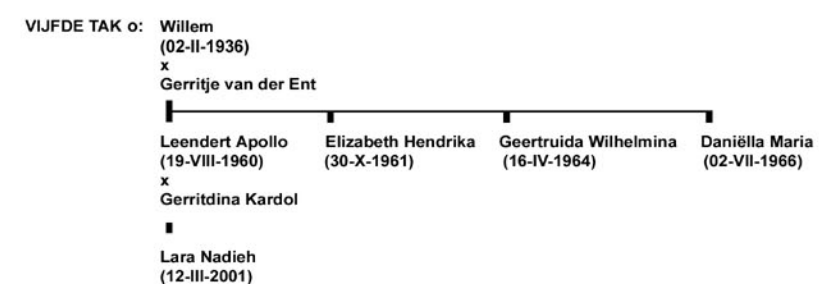 VIJFDE TAK o: Willem
(02-II-1936)
x
Gerritje van der Ent
Leendert Apollo Elizabeth Hendrika Geertruida Wilhelmina Daniëlla Maria
(19-VIII-1960) (30-X-1961) (16-IV-1964) (02-VII-1966)
x
Gerritdina Kardol
Lara Nadieh
(12-III-2001)